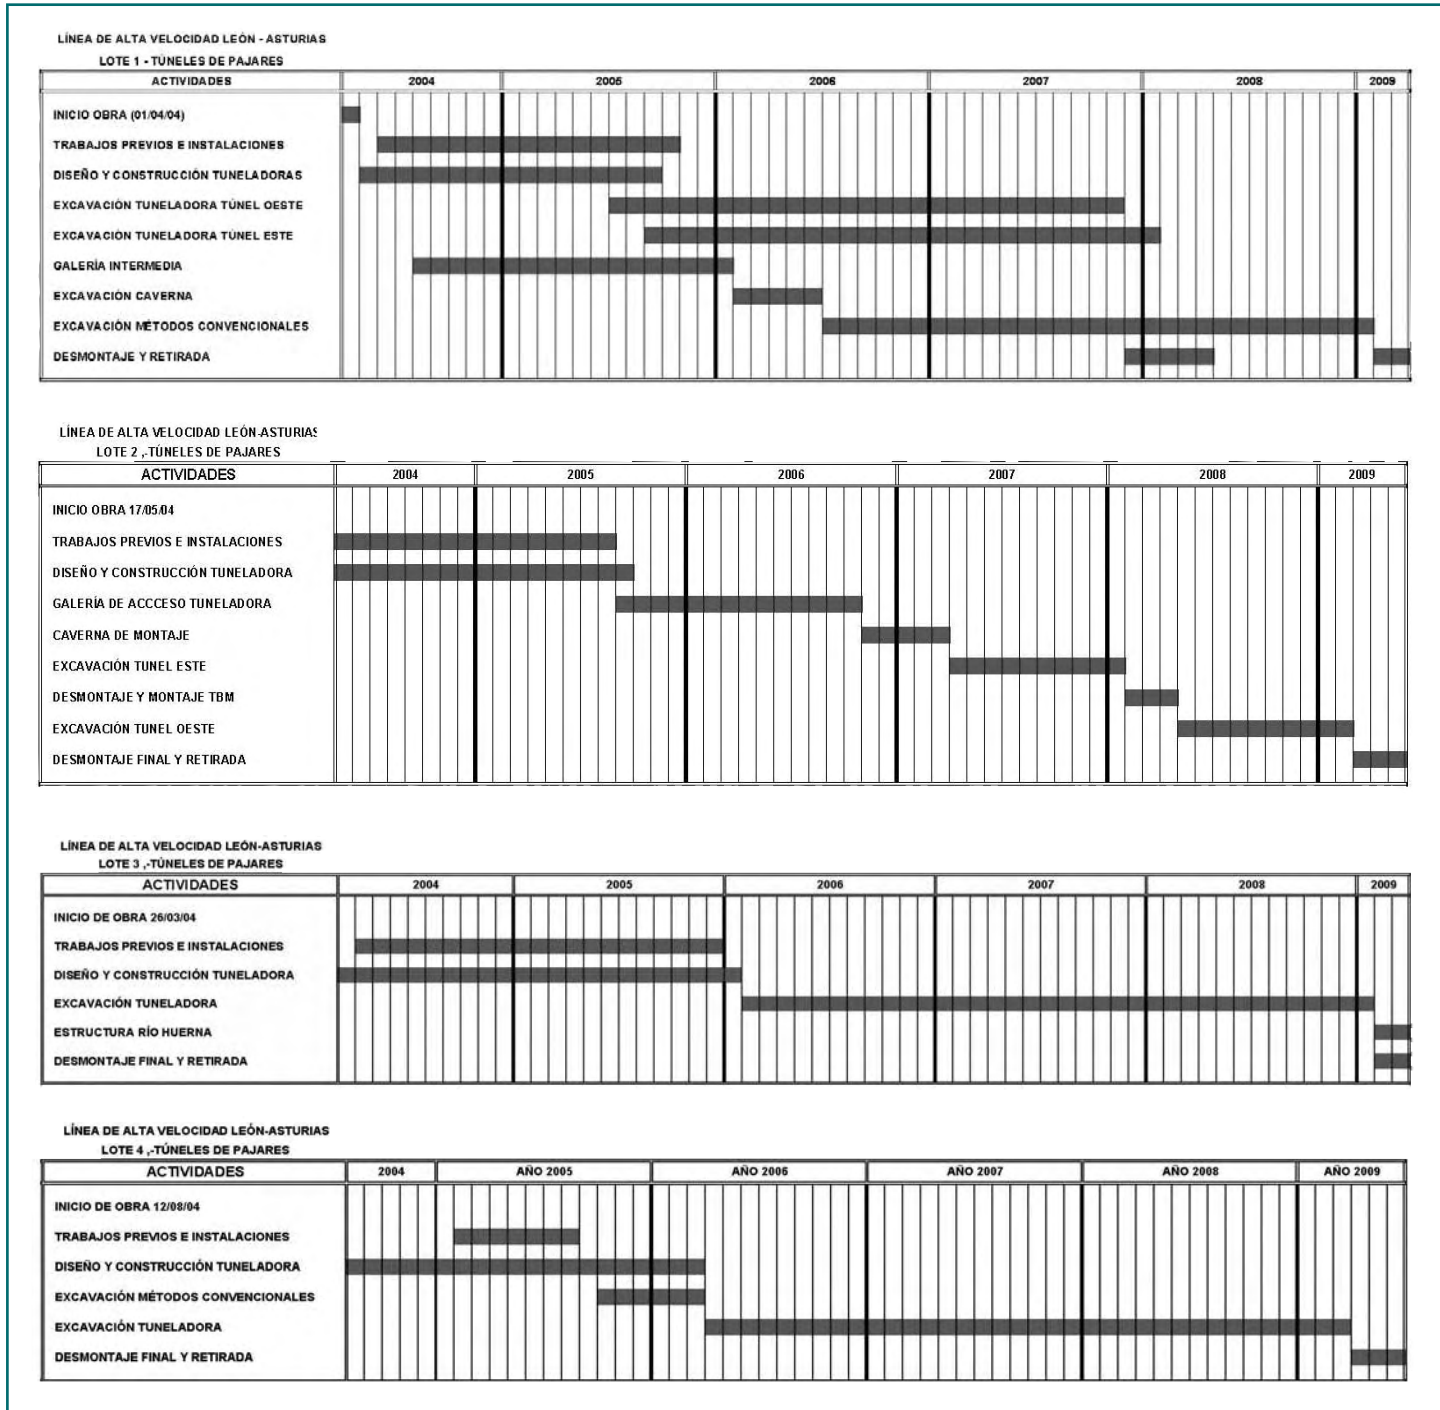 LÍNEA DE ALTA VELOCIDAD LEÓN - ASTURIAS
LOTE 1 - TÚNELES DE PAJARES
ACTIVIDADES 2004 2005 2006 2007 2008 2009
INICIO OBRA (01/04/04)
TRABAJOS PREVIOS E INSTALACIONES
DISEÑO Y CONSTRUCCIÓN TUNELADORAS
EXCAVACIÓN TUNELADORA TÚNEL OESTE
EXCAVACIÓN TUNELADORA TÚNEL ESTE
GALERÍA INTERMEDIA
EXCAVACIÓN CAVERNA
EXCAVACIÓN MÉTODOS CONVENCIONALES
DESMONTAJE Y RETIRADA
LÍNEA DE ALTA VELOCIDAD LEÓN-ASTURIAS
LOTE 2 ,-TÚNELES DE PAJARES
ACTIVIDADES 2004 2005 2006 2007 2008 2009
INICIO OBRA 17/05/04
TRABAJOS PREVIOS E INSTALACIONES
DISEÑO Y CONSTRUCCIÓN TUNELADORA
GALERÍA DE ACCCESO TUNELADORA
CAVERNA DE MONTAJE
EXCAVACIÓN TUNEL ESTE
DESMONTAJE Y MONTAJE TBM
EXCAVACIÓN TUNEL OESTE
DESMONTAJE FINAL Y RETIRADA
LÍNEA DE ALTA VELOCIDAD LEÓN-ASTURIAS
LOTE 3 ,-TÚNELES DE PAJARES
ACTIVIDADES 2004 2005 2006 2007 2008 2009
INICIO DE OBRA 26/03/04
TRABAJOS PREVIOS E INSTALACIONES
DISEÑO Y CONSTRUCCIÓN TUNELADORA
EXCAVACIÓN TUNELADORA
ESTRUCTURA RÍO HUERNA
DESMONTAJE FINAL Y RETIRADA
LÍNEA DE ALTA VELOCIDAD LEÓN-ASTURIAS
LOTE 4 ,-TÚNELES DE PAJARES
ACTIVIDADES 2004 AÑO 2005 AÑO 2006 AÑO 2007 AÑO 2008 AÑO 2009
INICIO DE OBRA 12/08/04
TRABAJOS PREVIOS E INSTALACIONES
DISEÑO Y CONSTRUCCIÓN TUNELADORA
EXCAVACIÓN MÉTODOS CONVENCIONALES
EXCAVACIÓN TUNELADORA
DESMONTAJE FINAL Y RETIRADA